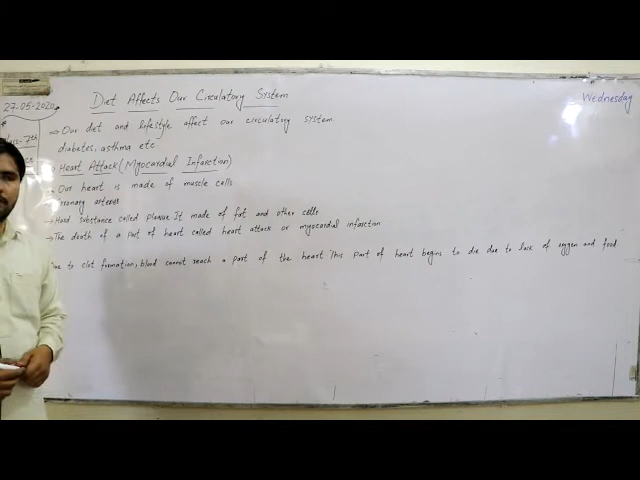 27-05-2020
Diet Affects Our Circulatory System
Wednesday
7th
⇒ Our diet and lifestyle affect our circulatory system
diabetes, asthma etc
Heart Attack (Myocardial Infarction)
Our heart is made of muscle cells
Coronary arteries
→ Hard substance called plaque. It made of fat and other cells
→ The death of a part of heart called heart attack or myocardial infarction
Due to clot formation, blood cannot reach a part of the heart This part of heart begins to die due to lack of oxygen and food